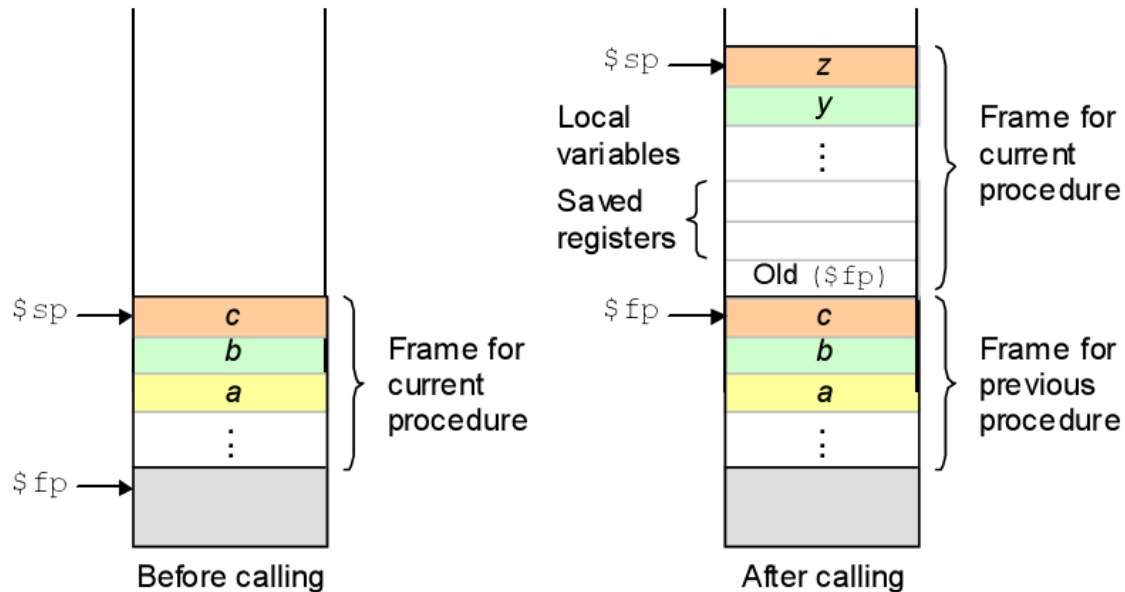 $sp
c
b
a
⋮
$fp
Frame for
current
procedure
Before calling
$sp
z
y
⋮
Local
variables
Saved
registers
Old ($fp)
$fp
c
b
a
⋮
Frame for
current
procedure
Frame for
previous
procedure
After calling